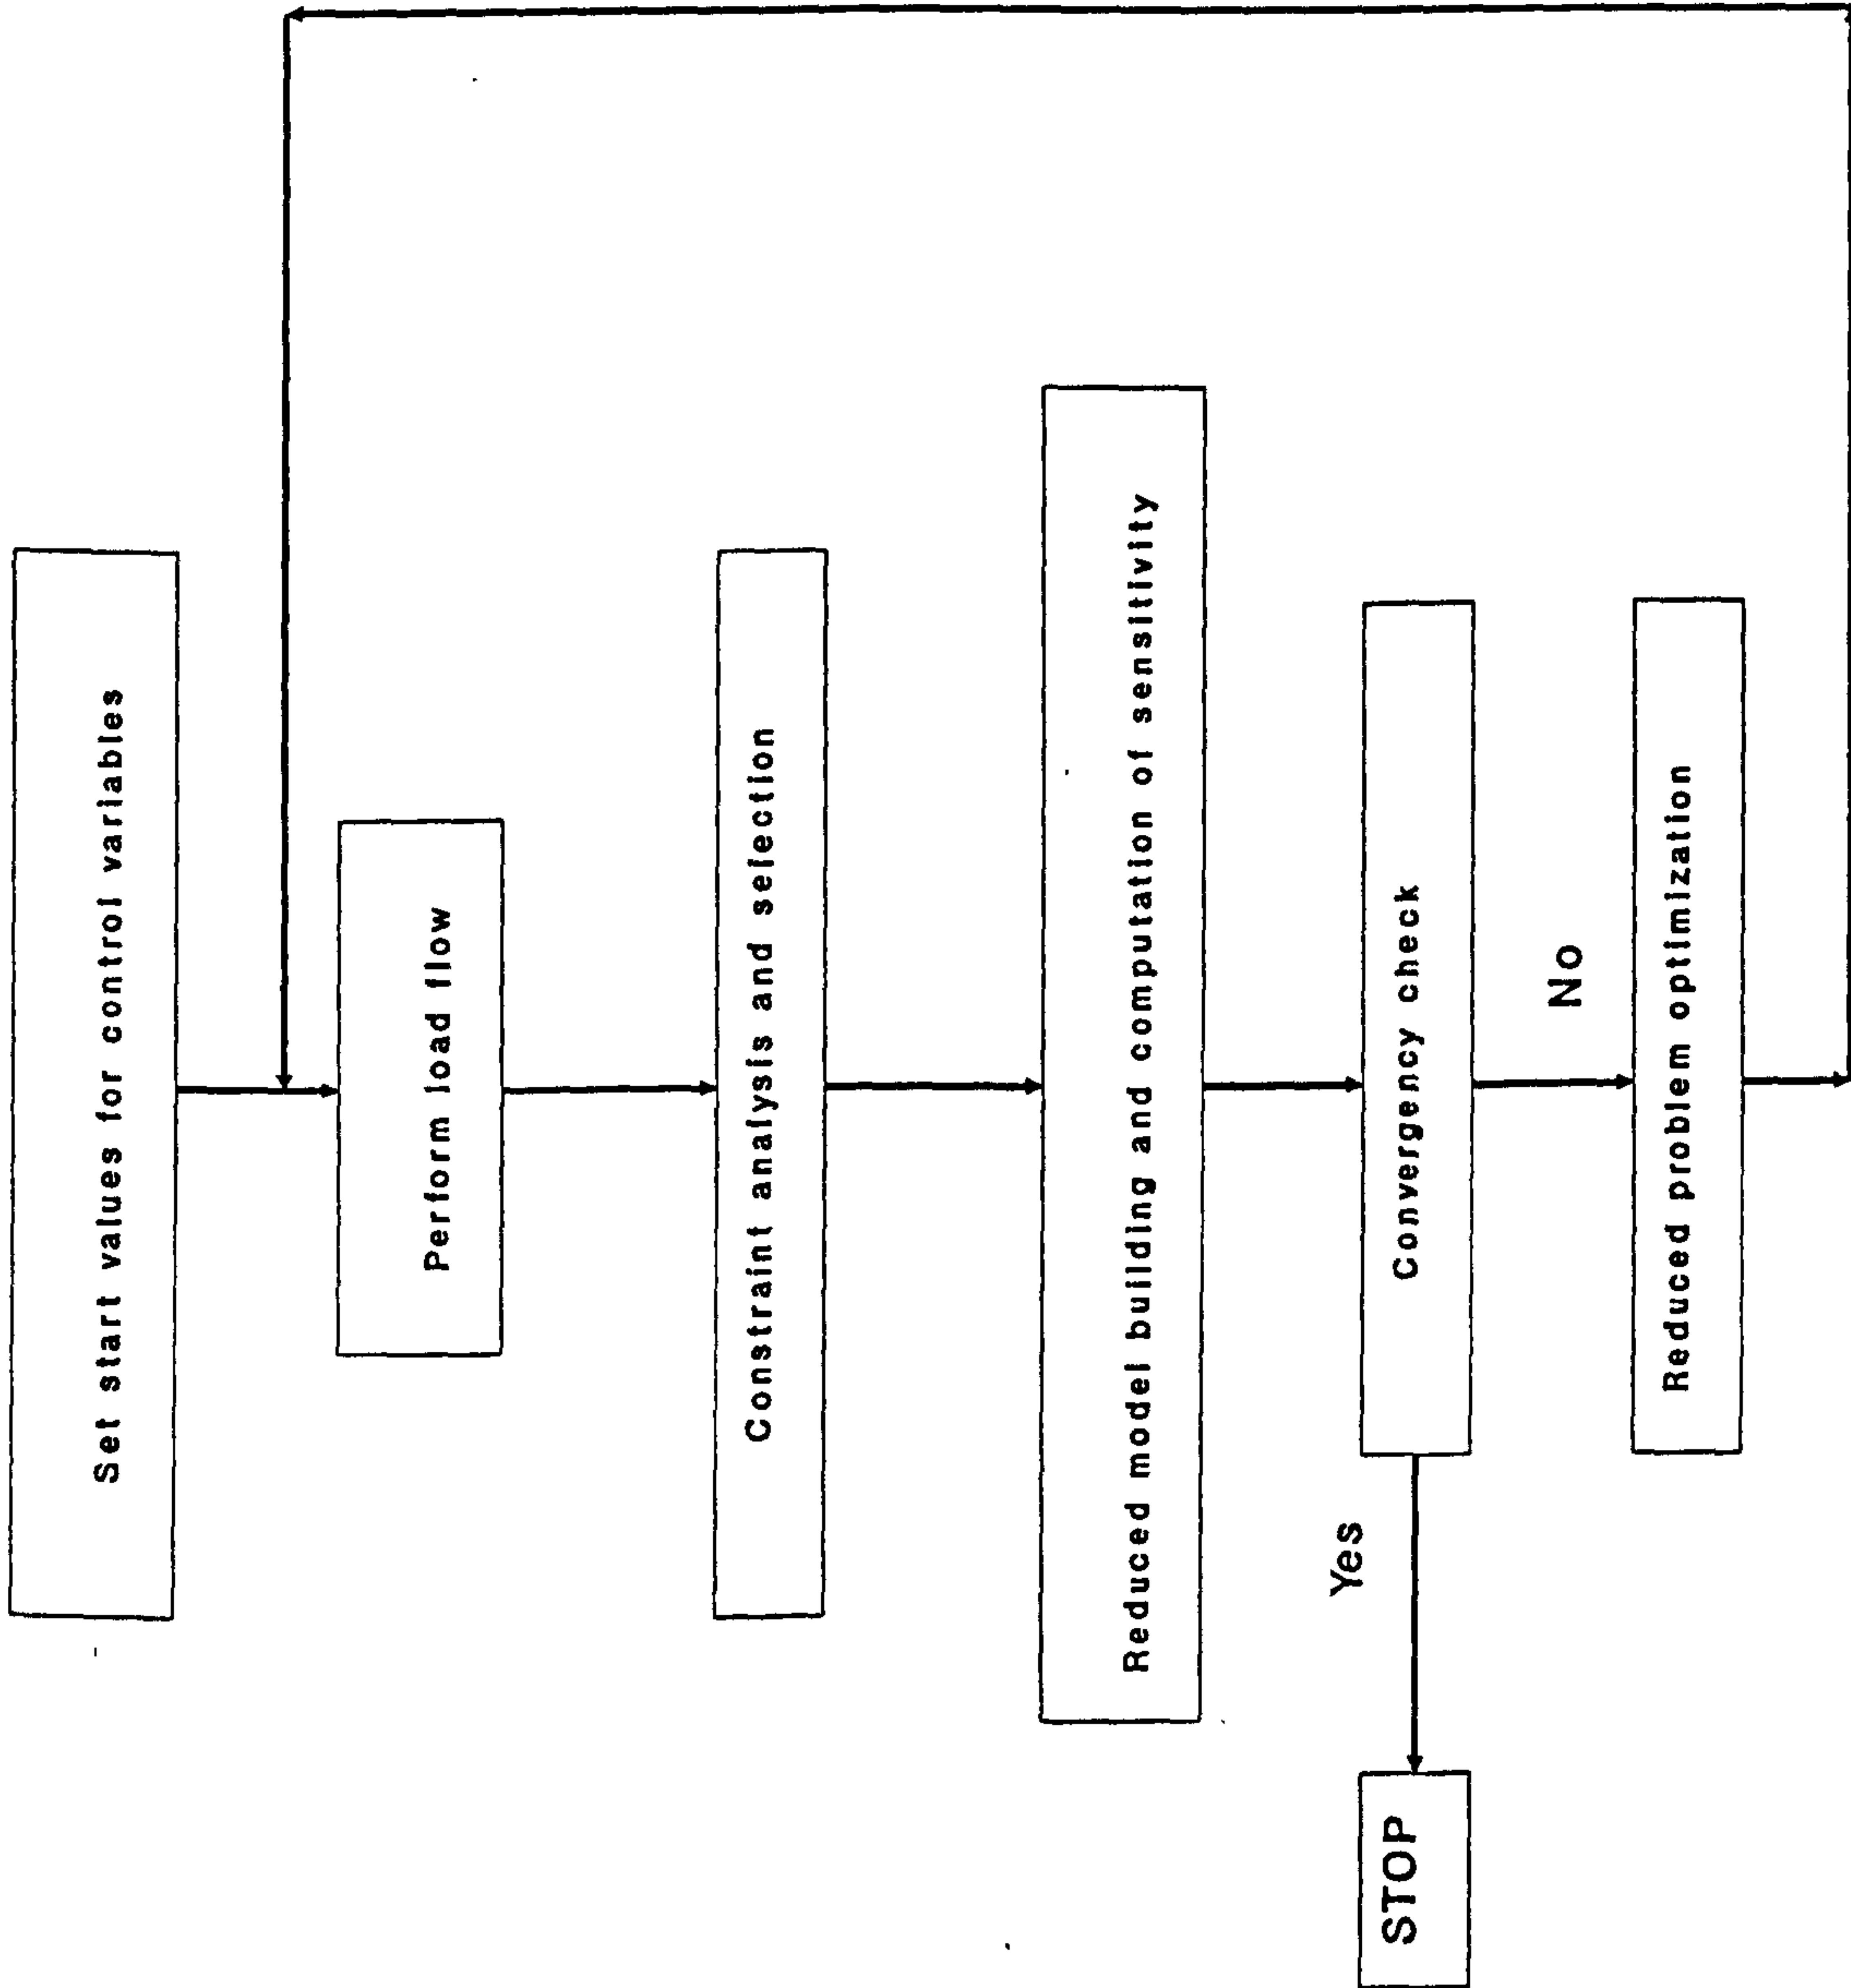 Set start values for control variables
Perform load flow
Constraint analysis and selection
Reduced model building and computation of sensitivity
Convergency check
Yes
STOP
No
Reduced problem optimization